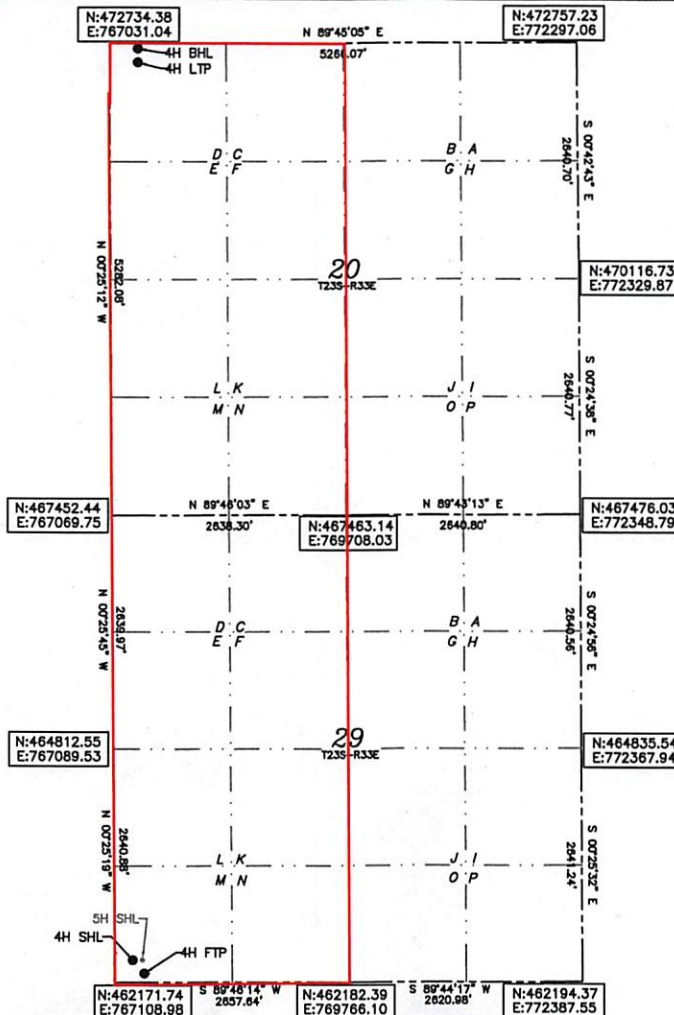 N:472734.38
E:767031.04
N 89°45'05" E
5266.07'
N:472757.23
E:772297.06
4H BHL
4H LTP
D C
E F
B A
G H
S 00°42'43" E
2640.70'
N 00°25'12" W
5282.08'
20
T23S-R33E
N:470116.73
E:772329.87
L K
M N
J I
O P
S 00°24'38" E
2640.77'
N:467452.44
E:767069.75
N 89°46'03" E
2638.30'
N:467463.14
E:769708.03
N 89°43'13" E
2640.80'
N:467476.03
E:772348.79
N 00°25'45" W
2639.97'
D C
E F
B A
G H
S 00°24'56" E
2640.56'
N:464812.55
E:767089.53
29
T23S-R33E
N:464835.54
E:772367.94
N 00°25'19" W
2640.88'
L K
M N
J I
O P
S 00°25'32" E
2641.24'
5H SHL
4H SHL
4H FTP
N:462171.74
E:767108.98
S 89°46'14" W
2657.64'
N:462182.39
E:769766.10
S 89°44'17" W
2620.98'
N:462194.37
E:772387.55